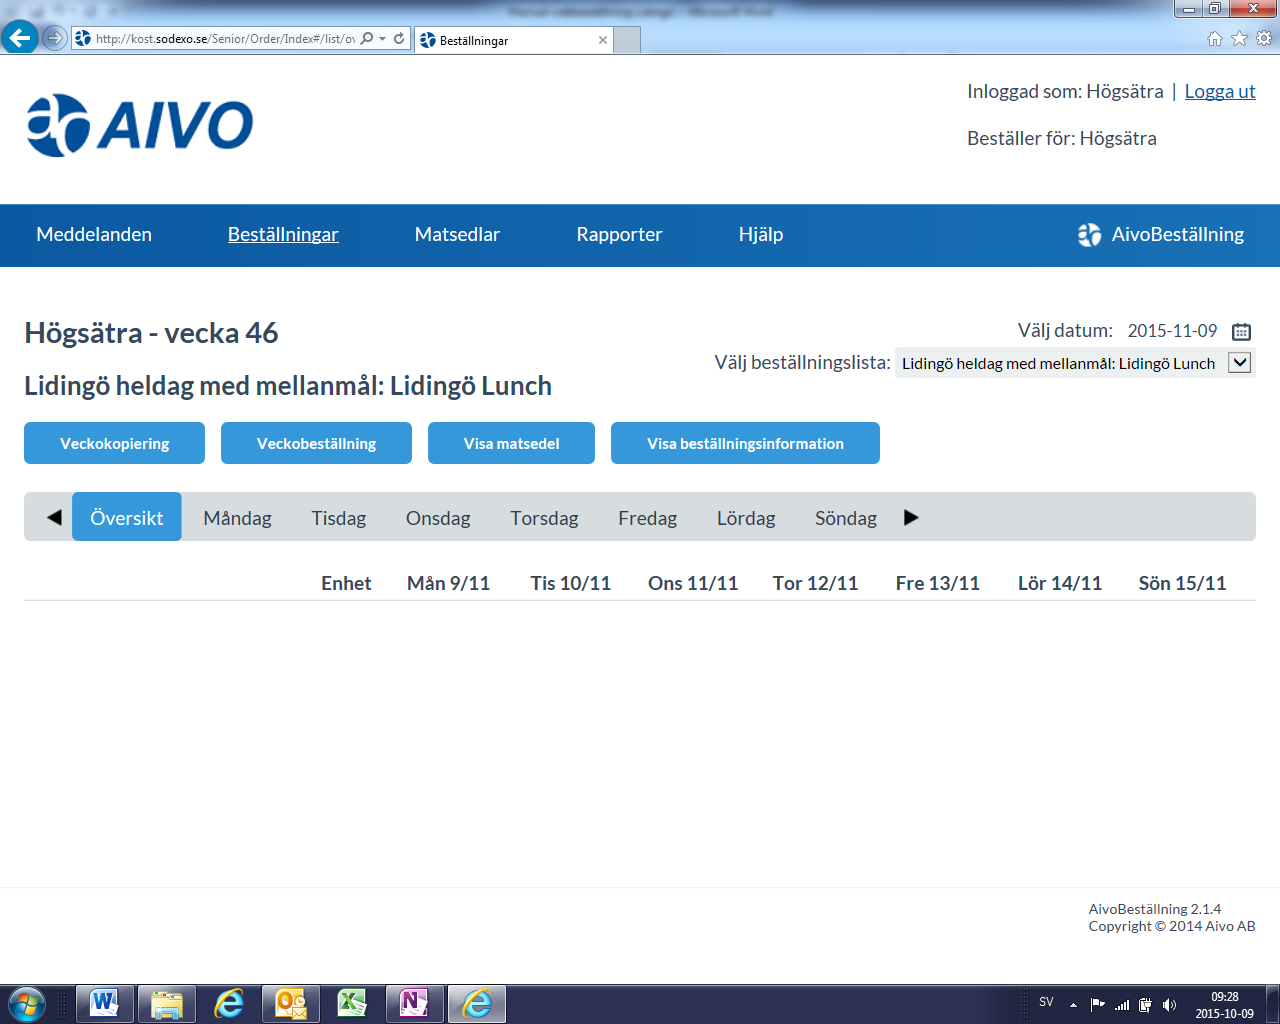 http://kost.sodexo.se/Senior/Order/Index#/list/ov
Beställningar
AIVO
Inloggad som: Högsätra | Logga ut
Beställer för: Högsätra
Meddelanden Beställningar Matsedlar Rapporter Hjälp AivoBeställning
Högsätra - vecka 46
Välj datum: 2015-11-09
Välj beställningslista: Lidingö heldag med mellanmål: Lidingö Lunch
Lidingö heldag med mellanmål: Lidingö Lunch
Veckokopiering Veckobeställning Visa matsedel Visa beställningsinformation
Översikt Måndag Tisdag Onsdag Torsdag Fredag Lördag Söndag
Enhet Mån 9/11 Tis 10/11 Ons 11/11 Tor 12/11 Fre 13/11 Lör 14/11 Sön 15/11
AivoBeställning 2.1.4
Copyright © 2014 Aivo AB
SV
09:28
2015-10-09